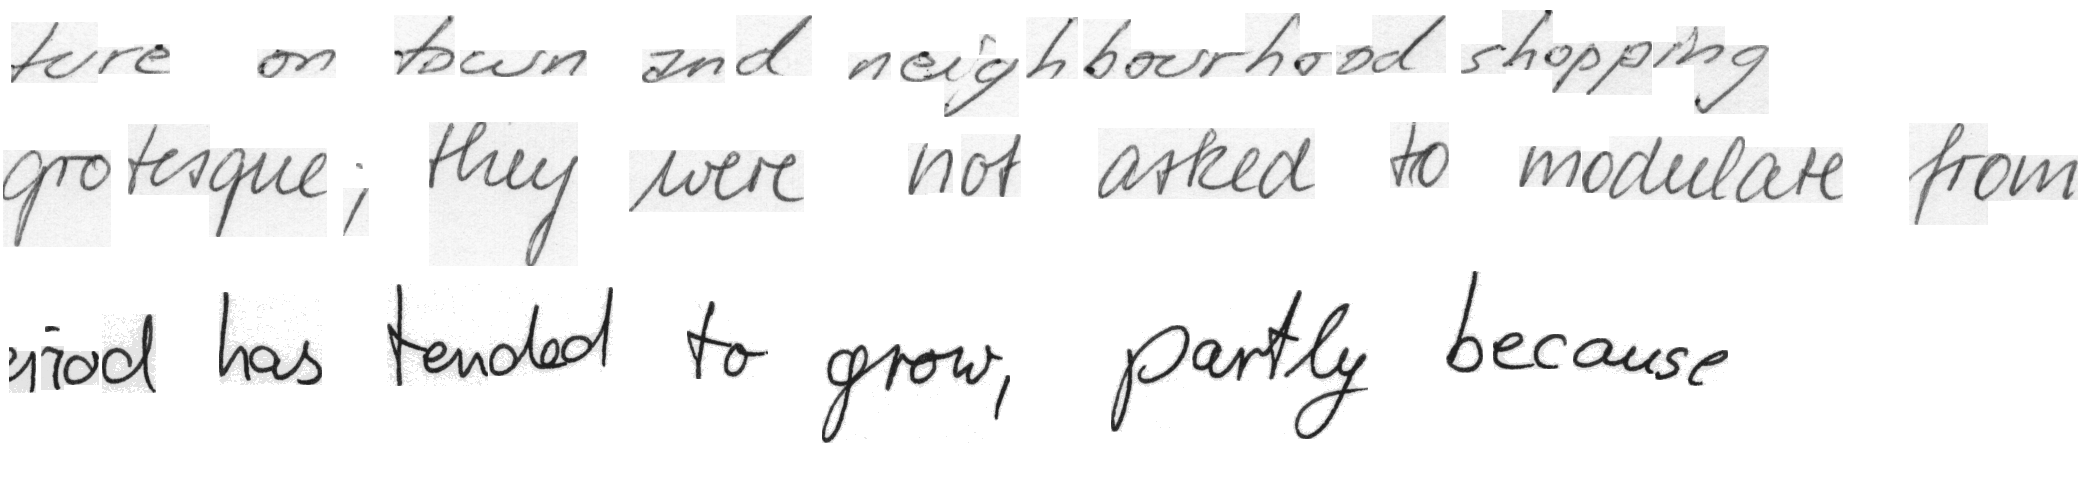 ture on town and neighbourhood shopping
grotesque; they were not asked to modulate from
eriod has tended to grow, partly because